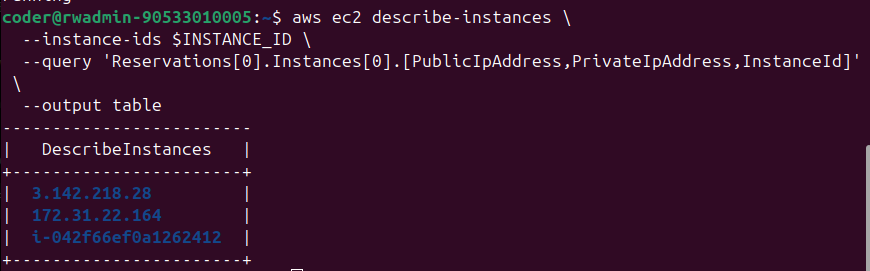 coder@rwadmin-90533010005:~$ aws ec2 describe-instances \
  --instance-ids $INSTANCE_ID \
  --query 'Reservations[0].Instances[0].[PublicIpAddress,PrivateIpAddress,InstanceId]'
 \
  --output table
-------------------------
|   DescribeInstances   |
+-----------------------+
|  3.142.218.28         |
|  172.31.22.164        |
|  i-042f66ef0a1262412  |
+-----------------------+